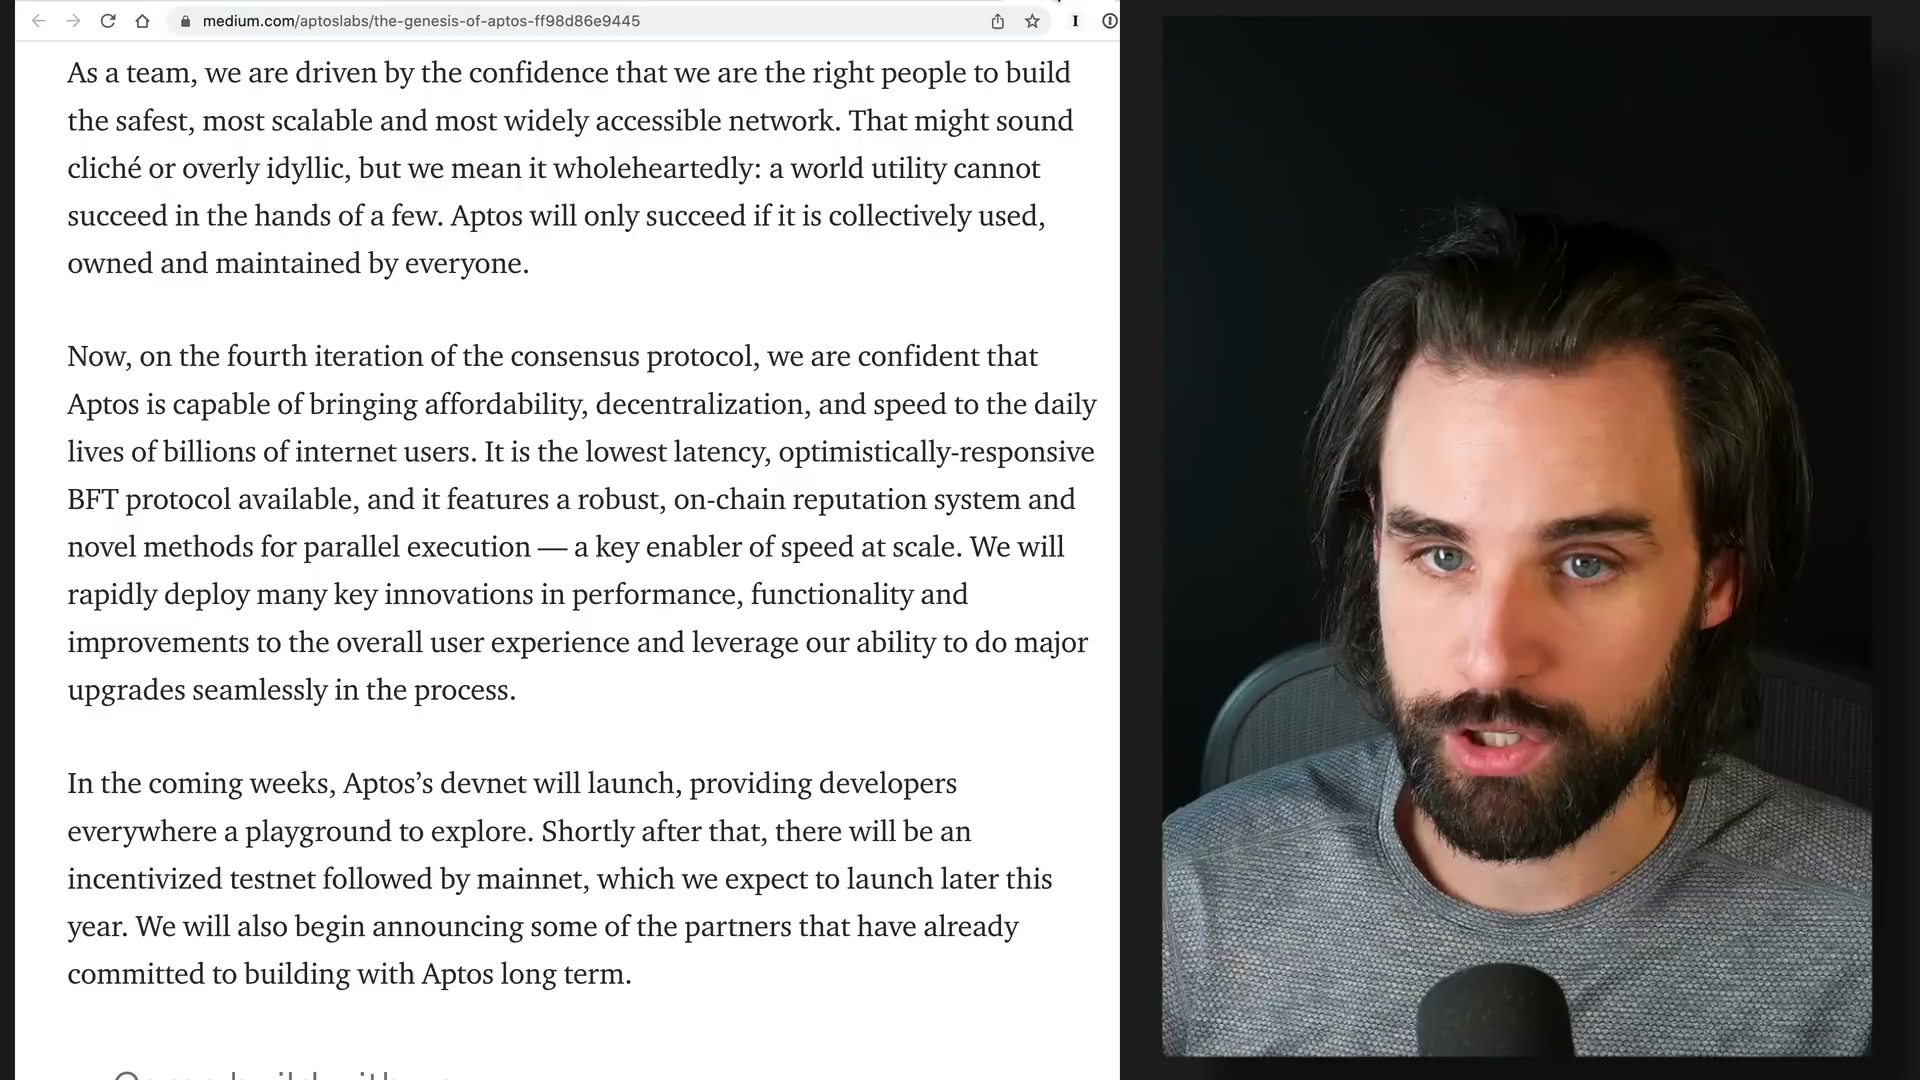 medium.com/aptoslabs/the-genesis-of-aptos-ff98d86e9445
As a team, we are driven by the confidence that we are the right people to build
the safest, most scalable and most widely accessible network. That might sound
cliché or overly idyllic, but we mean it wholeheartedly: a world utility cannot
succeed in the hands of a few. Aptos will only succeed if it is collectively used,
owned and maintained by everyone.
Now, on the fourth iteration of the consensus protocol, we are confident that
Aptos is capable of bringing affordability, decentralization, and speed to the daily
lives of billions of internet users. It is the lowest latency, optimistically-responsive
BFT protocol available, and it features a robust, on-chain reputation system and
novel methods for parallel execution — a key enabler of speed at scale. We will
rapidly deploy many key innovations in performance, functionality and
improvements to the overall user experience and leverage our ability to do major
upgrades seamlessly in the process.
In the coming weeks, Aptos’s devnet will launch, providing developers
everywhere a playground to explore. Shortly after that, there will be an
incentivized testnet followed by mainnet, which we expect to launch later this
year. We will also begin announcing some of the partners that have already
committed to building with Aptos long term.